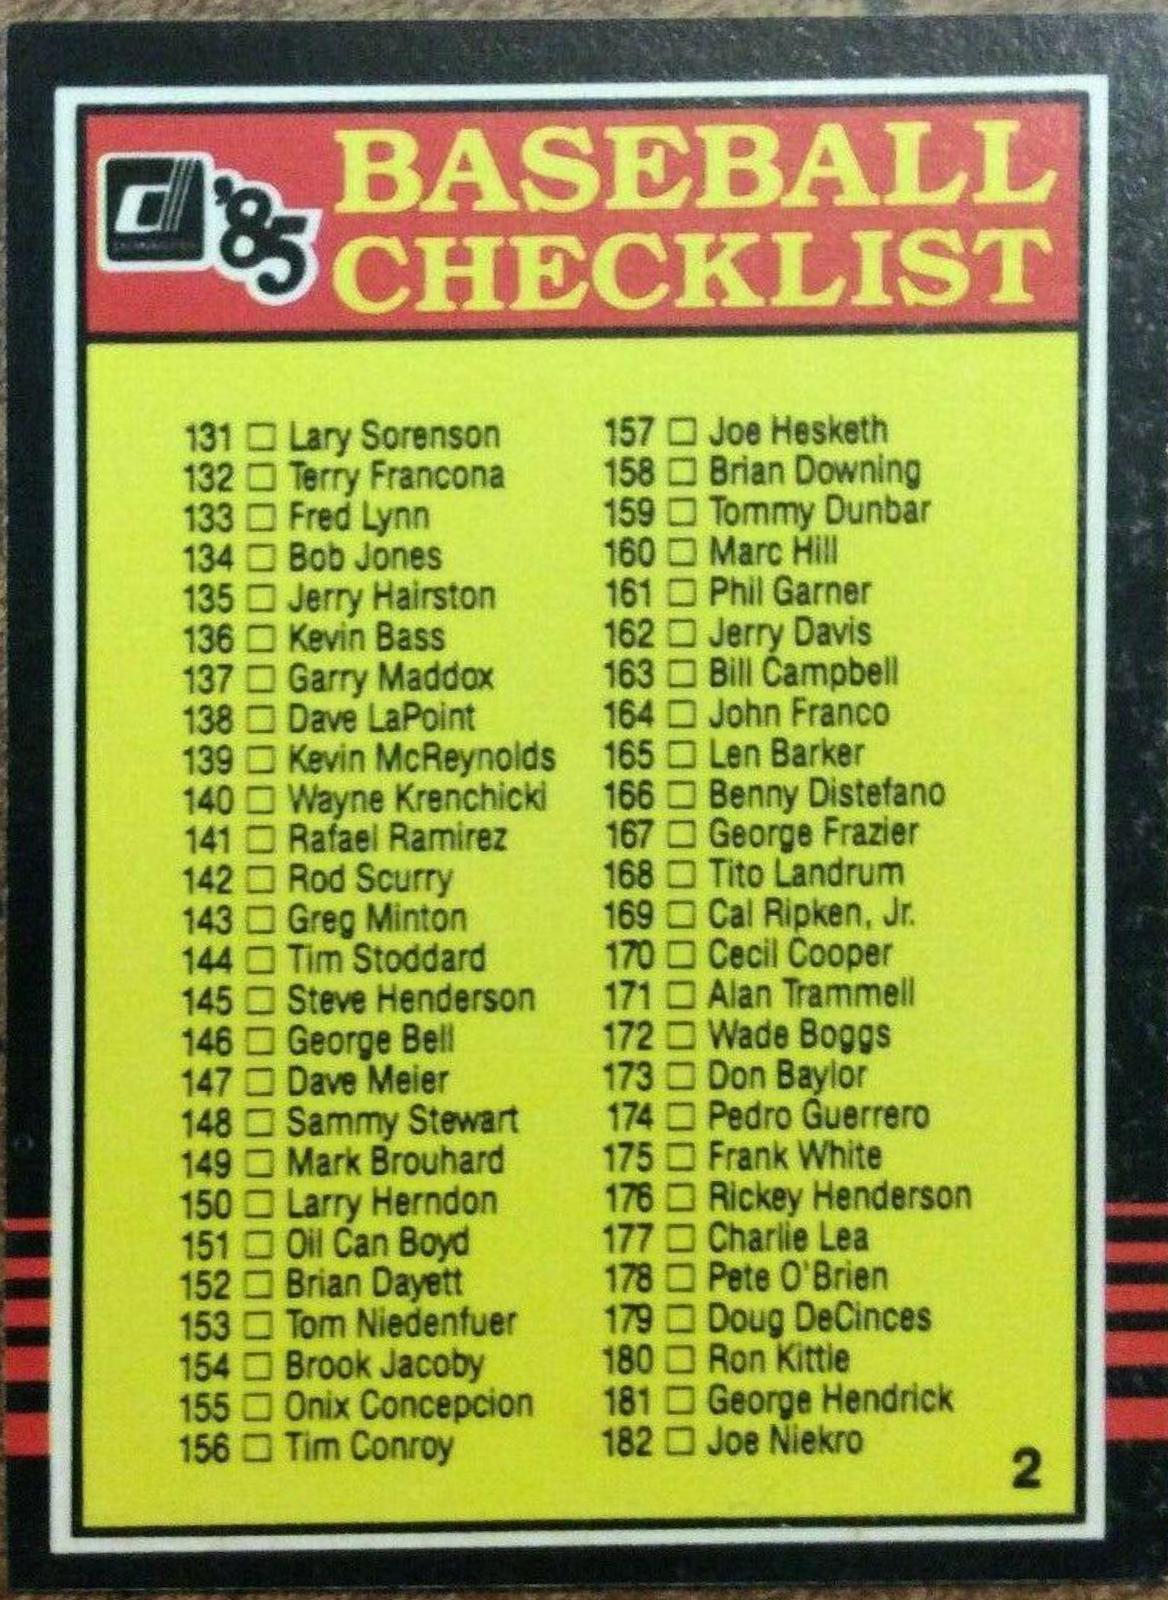 '85
BASEBALL
CHECKLIST
131 Lary Sorenson
132 Terry Francona
133 Fred Lynn
134 Bob Jones
135 Jerry Hairston
136 Kevin Bass
137 Garry Maddox
138 Dave LaPoint
139 Kevin McReynolds
140 Wayne Krenchicki
141 Rafael Ramirez
142 Rod Scurry
143 Greg Minton
144 Tim Stoddard
145 Steve Henderson
146 George Bell
147 Dave Meier
148 Sammy Stewart
149 Mark Brouhard
150 Larry Herndon
151 Oil Can Boyd
152 Brian Dayett
153 Tom Niedenfuer
154 Brook Jacoby
155 Onix Concepcion
156 Tim Conroy
157 Joe Hesketh
158 Brian Downing
159 Tommy Dunbar
160 Marc Hill
161 Phil Garner
162 Jerry Davis
163 Bill Campbell
164 John Franco
165 Len Barker
166 Benny Distefano
167 George Frazier
168 Tito Landrum
169 Cal Ripken, Jr.
170 Cecil Cooper
171 Alan Trammell
172 Wade Boggs
173 Don Baylor
174 Pedro Guerrero
175 Frank White
176 Rickey Henderson
177 Charlie Lea
178 Pete O'Brien
179 Doug DeCinces
180 Ron Kittle
181 George Hendrick
182 Joe Niekro
2